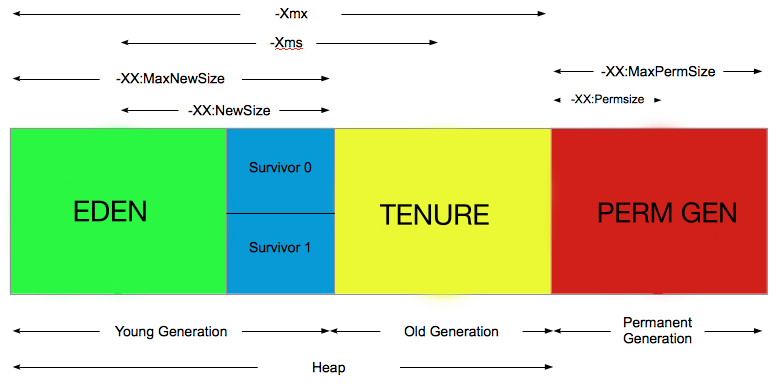 -Xmx
-Xms
-XX:MaxNewSize
-XX:MaxPermSize
-XX:NewSize
-XX:Permsize
EDEN
Survivor 0
Survivor 1
TENURE
PERM GEN
Young Generation
Old Generation
Permanent
Generation
Heap